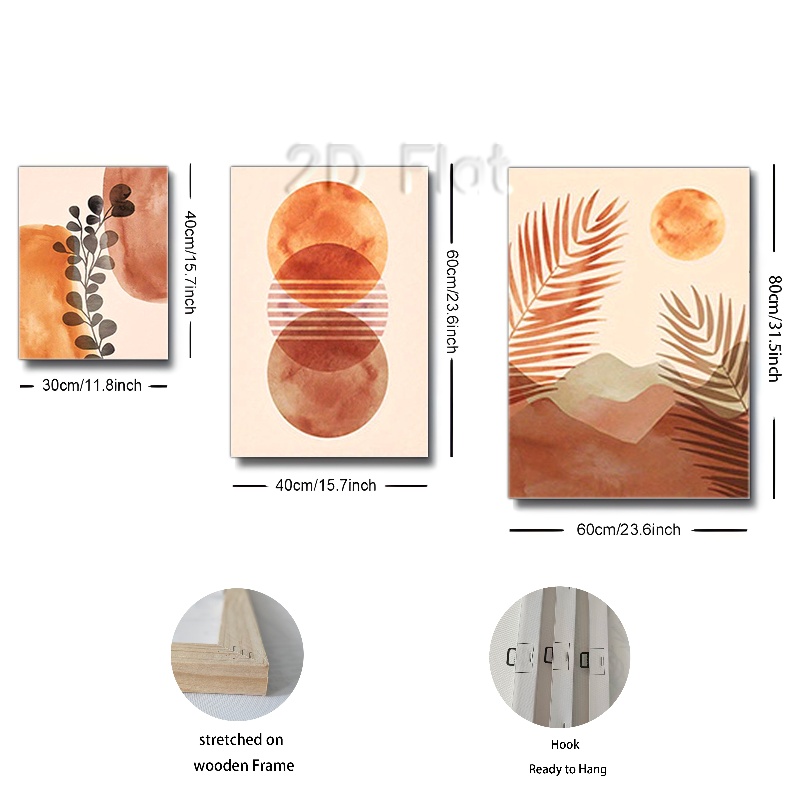 2D Flat
40cm/15.7inch
30cm/11.8inch
60cm/23.6inch
40cm/15.7inch
80cm/31.5inch
60cm/23.6inch
stretched on
wooden Frame
Hook
Ready to Hang